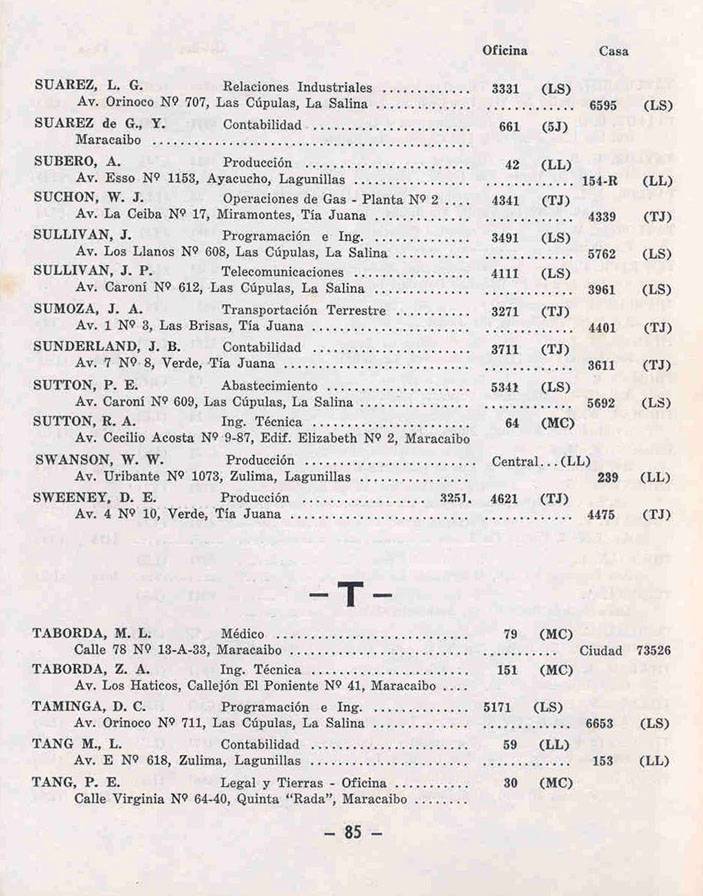 Oficina Casa
SUAREZ, L. G. Relaciones Industriales ............. 3331 (LS)
Av. Orinoco Nº 707, Las Cúpulas, La Salina .............. ............. 6595 (LS)
SUAREZ de G., Y. Contabilidad ....................... 661 (5J)
Maracaibo ..............................................
SUBERO, A. Producción ........................ 42 (LL)
Av. Esso Nº 1153, Ayacucho, Lagunillas ................. ............. 154-R (LL)
SUCHON, W. J. Operaciones de Gas - Planta Nº 2 .... 4341 (TJ)
Av. La Ceiba Nº 17, Miramontes, Tía Juana .............. ............. 4339 (TJ)
SULLIVAN, J. Programación e Ing. .............. 3491 (LS)
Av. Los Llanos Nº 608, Las Cúpulas, La Salina ........... ............. 5762 (LS)
SULLIVAN, J. P. Telecomunicaciones ................. 4111 (LS)
Av. Caroní Nº 612, Las Cúpulas, La Salina .............. ............. 3961 (LS)
SUMOZA, J. A. Transportación Terrestre ........... 3271 (TJ)
Av. 1 Nº 3, Las Brisas, Tía Juana ....................... ............. 4401 (TJ)
SUNDERLAND, J. B. Contabilidad ........................ 3711 (TJ)
Av. 7 Nº 8, Verde, Tía Juana ........................... ............. 3611 (TJ)
SUTTON, P. E. Abastecimiento ..................... 5341 (LS)
Av. Caroní Nº 609, Las Cúpulas, La Salina ................ ............. 5692 (LS)
SUTTON, R. A. Ing. Técnica ....................... 64 (MC)
Av. Cecilio Acosta Nº 9-87, Edif. Elizabeth Nº 2, Maracaibo
SWANSON, W. W. Producción ......................... Central...(LL)
Av. Uribante Nº 1073, Zulima, Lagunillas ................ 239 (LL)
SWEENEY, D. E. Producción .................. 3251. 4621 (TJ)
Av. 4 Nº 10, Verde, Tía Juana .......................... ............. 4475 (TJ)
– T –
TABORDA, M. L. Médico ............................ 79 (MC)
Calle 78 Nº 13-A-33, Maracaibo .......................... ........... Ciudad 73526
TABORDA, Z. A. Ing. Técnica ....................... 151 (MC)
Av. Los Haticos, Callejón El Poniente Nº 41, Maracaibo ....
TAMINGA, D. C. Programación e Ing. .............. 5171 (LS)
Av. Orinoco Nº 711, Las Cúpulas, La Salina .............. ............. 6653 (LS)
TANG M., L. Contabilidad ....................... 59 (LL)
Av. E Nº 618, Zulima, Lagunillas ....................... ............. 153 (LL)
TANG, P. E. Legal y Tierras - Oficina ........... 30 (MC)
Calle Virginia Nº 64-40, Quinta “Rada”, Maracaibo ........
– 85 –